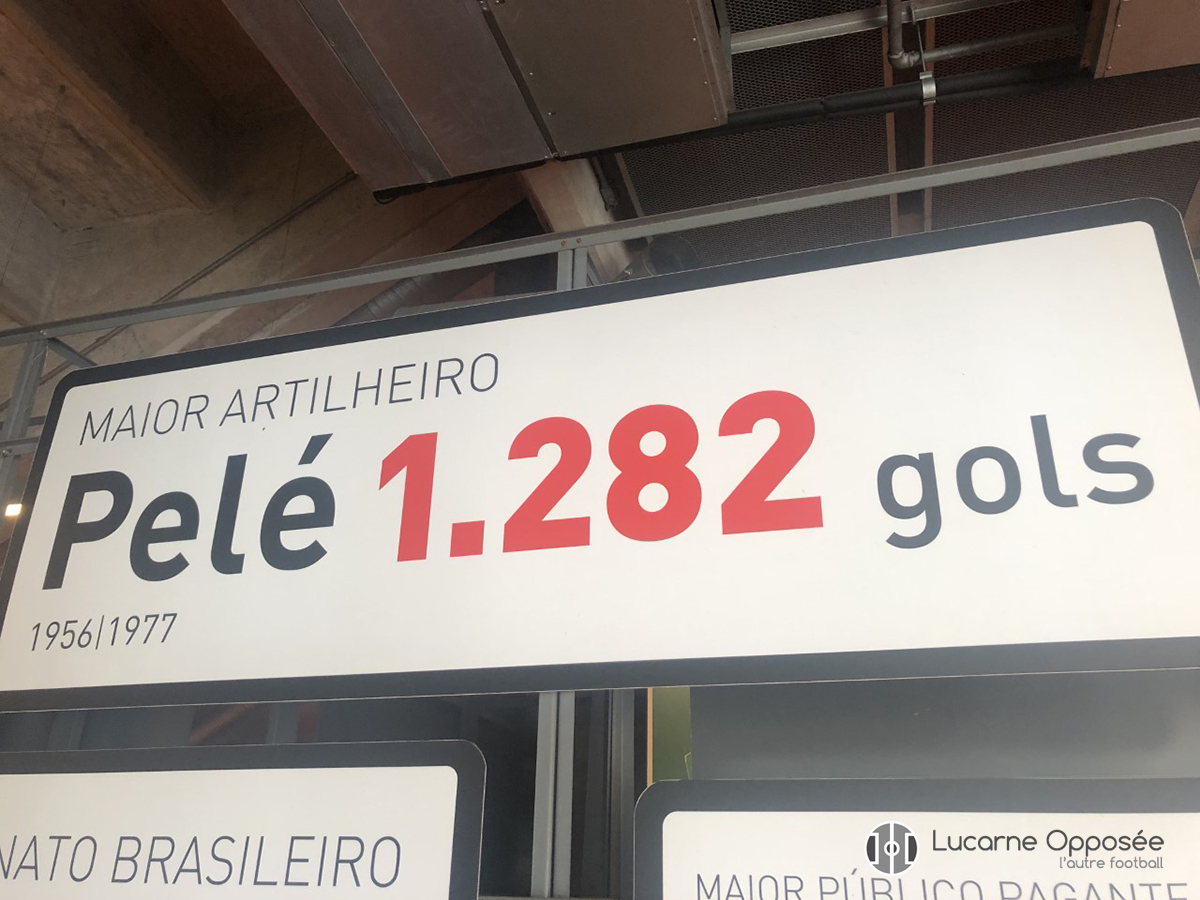 MAIOR ARTILHEIRO
Pelé 1.282 gols
1956|1977
NATO BRASILEIRO
MAIOR PÚBLICO PAGANTE
Lucarne Opposée
l'autre football